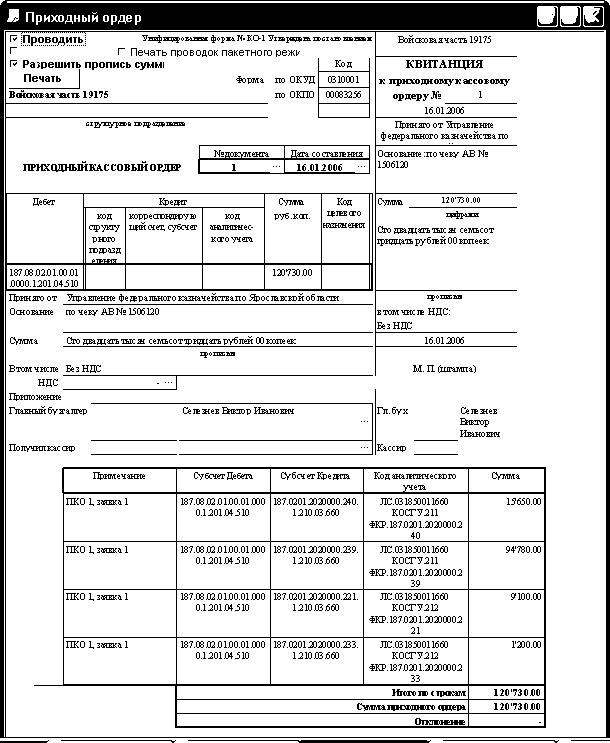 Приходный ордер
Проводить
Унифицированная форма № КО-1 Утверждена постановлением
Печать проводок пакетного режи
Разрешить пропись сумм
Печать
Код
Форма по ОКУД 0310001
Войсковая часть 19175 по ОКПО 00083256
структурное подразделение
№ документа Дата составления
ПРИХОДНЫЙ КАССОВЫЙ ОРДЕР 1 ... 16.01.2006 ...
Дебет Кредит Сумма руб. коп. Код целевого назначения
код структурного подразделения
корреспондирующий счет, субсчет
код аналитического учета
187.08.02.01.00.01
.0000.1.201.04.510
120'730.00
Принято от Управление федерального казначейства по Ярославской области
Основание по чеку АВ № 1506120
Сумма Сто двадцать тысяч семьсот тридцать рублей 00 копеек
прописью
В том числе Без НДС
НДС - ...
Приложение
Главный бухгалтер Селезнев Виктор Иванович
...
Получил кассир ...
Войсковая часть 19175
КВИТАНЦИЯ
к приходному кассовому
ордеру № 1
16.01.2006
Принято от Управление
федерального казначейства по
Основание: по чеку АВ №
1506120
Сумма 120'730.00
цифрами
Сто двадцать тысяч семьсот
тридцать рублей 00 копеек
прописью
в том числе НДС:
Без НДС
16.01.2006
М. П. (штампа)
Гл. бух Селезнев
Виктор
Иванович
Кассир
Примечание Субсчет Дебета Субсчет Кредита Код аналитического учета Сумма
ПКО 1, заявка 1 187.08.02.01.00.01.000 187.0201.2020000.240. ЛС.031850011660 15'650.00
0.1.201.04.510 1.210.03.660 КОСГУ.211
ФКР.187.0201.2020000.2
40
ПКО 1, заявка 1 187.08.02.01.00.01.000 187.0201.2020000.239. ЛС.031850011660 94'780.00
0.1.201.04.510 1.210.03.660 КОСГУ.211
ФКР.187.0201.2020000.2
39
ПКО 1, заявка 1 187.08.02.01.00.01.000 187.0201.2020000.221. ЛС.031850011660 9'100.00
0.1.201.04.510 1.210.03.660 КОСГУ.212
ФКР.187.0201.2020000.2
21
ПКО 1, заявка 1 187.08.02.01.00.01.000 187.0201.2020000.233. ЛС.031850011660 1'200.00
0.1.201.04.510 1.210.03.660 КОСГУ.212
ФКР.187.0201.2020000.2
33
Итого по строкам 120'730.00
Сумма приходного ордера 120'730.00
Отклонение -